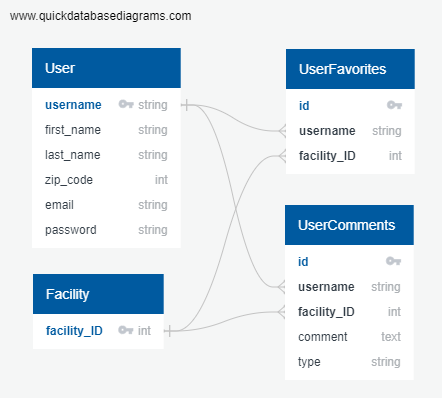 www.quickdatabasediagrams.com
User
username string
first_name string
last_name string
zip_code int
email string
password string
Facility
facility_ID int
UserFavorites
id
username string
facility_ID int
UserComments
id
username string
facility_ID int
comment text
type string